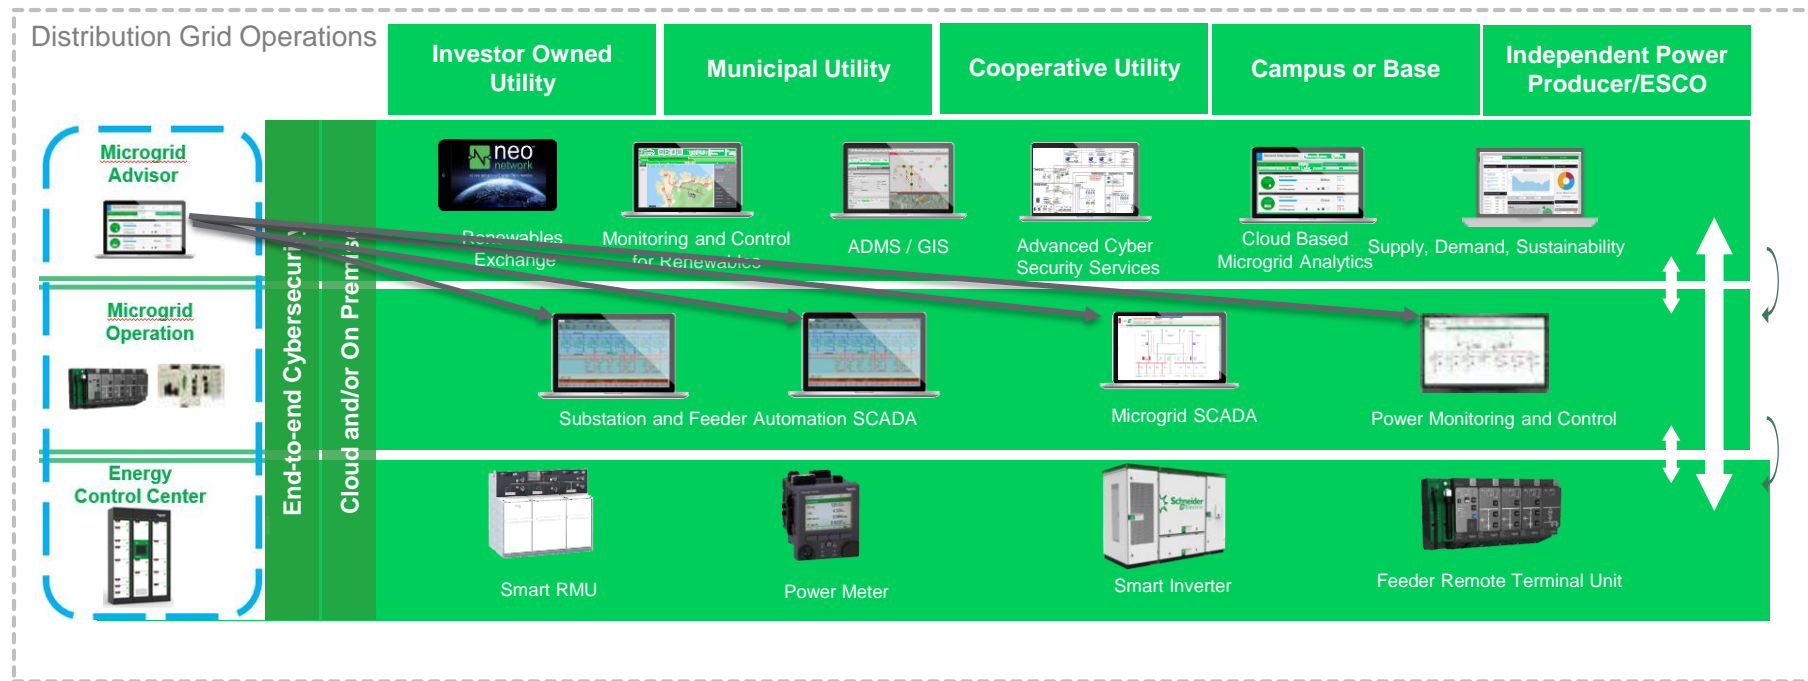 Distribution Grid Operations
Investor Owned
Utility
Municipal Utility
Cooperative Utility
Campus or Base
Independent Power
Producer/ESCO
Microgrid
Advisor
Microgrid
Operation
Energy
Control Center
End-to-end Cybersecurity
Cloud and/or On Premise
neo
network
Renewables
Exchange
Monitoring and Control
for Renewables
ADMS / GIS
Advanced Cyber
Security Services
Cloud Based
Microgrid Analytics
Supply, Demand, Sustainability
Substation and Feeder Automation SCADA
Microgrid SCADA
Power Monitoring and Control
Schneider
Electric
Smart RMU
Power Meter
Smart Inverter
Feeder Remote Terminal Unit